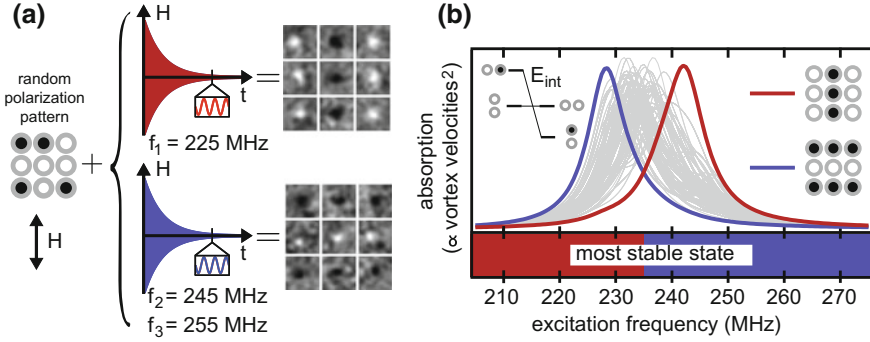 (a)
random
polarization
pattern
H
+
H
t
=
f₁ = 225 MHz
H
t
=
f₂ = 245 MHz
f₃ = 255 MHz
(b)
absorption
(α vortex velocities²)
E_int
most stable state
210 220 230 240 250 260 270
excitation frequency (MHz)